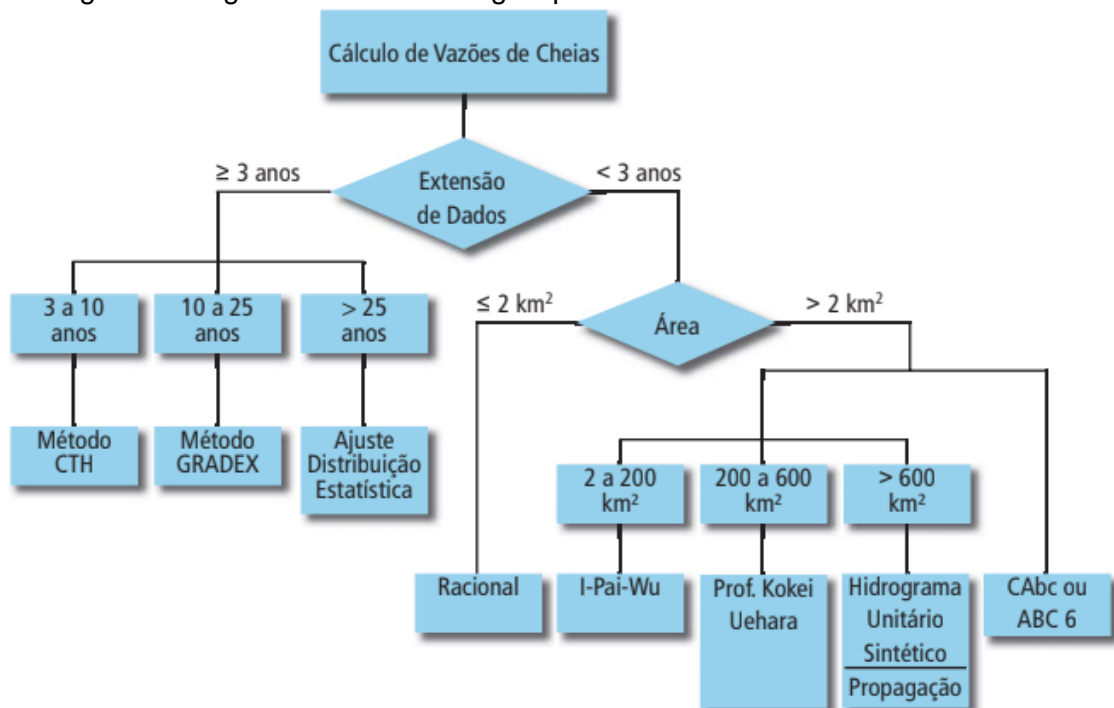 Cálculo de Vazões de Cheias
≥ 3 anos
< 3 anos
Extensão
de Dados
3 a 10
anos
10 a 25
anos
> 25
anos
≤ 2 km²
> 2 km²
Área
Método
CTH
Método
GRADEX
Ajuste
Distribuição
Estatística
2 a 200
km²
200 a 600
km²
> 600
km²
Racional
I-Pai-Wu
Prof. Kokei
Uehara
Hidrograma
Unitário
Sintético
Propagação
CAbc ou
ABC 6